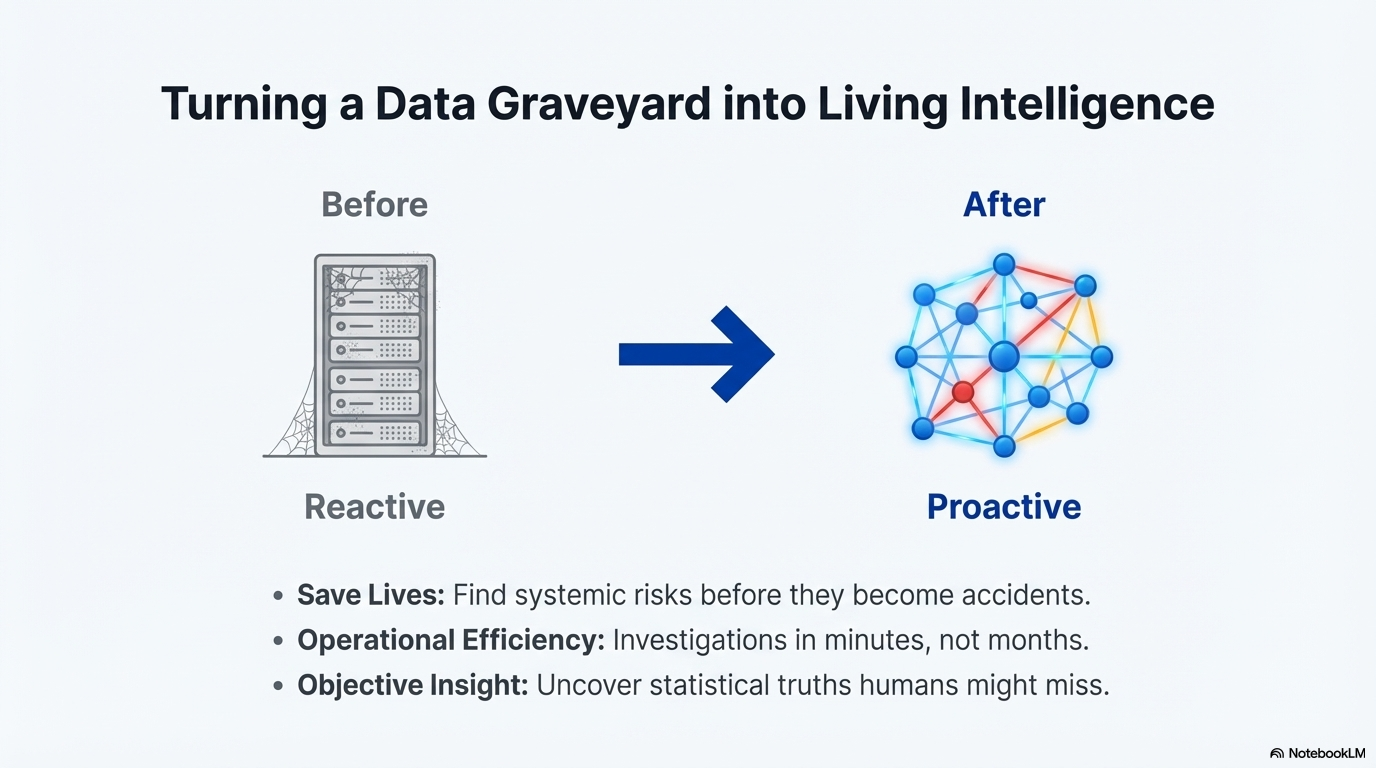 Turning a Data Graveyard into Living Intelligence
Before
After
Reactive
Proactive
• Save Lives: Find systemic risks before they become accidents.
• Operational Efficiency: Investigations in minutes, not months.
• Objective Insight: Uncover statistical truths humans might miss.
NotebookLM